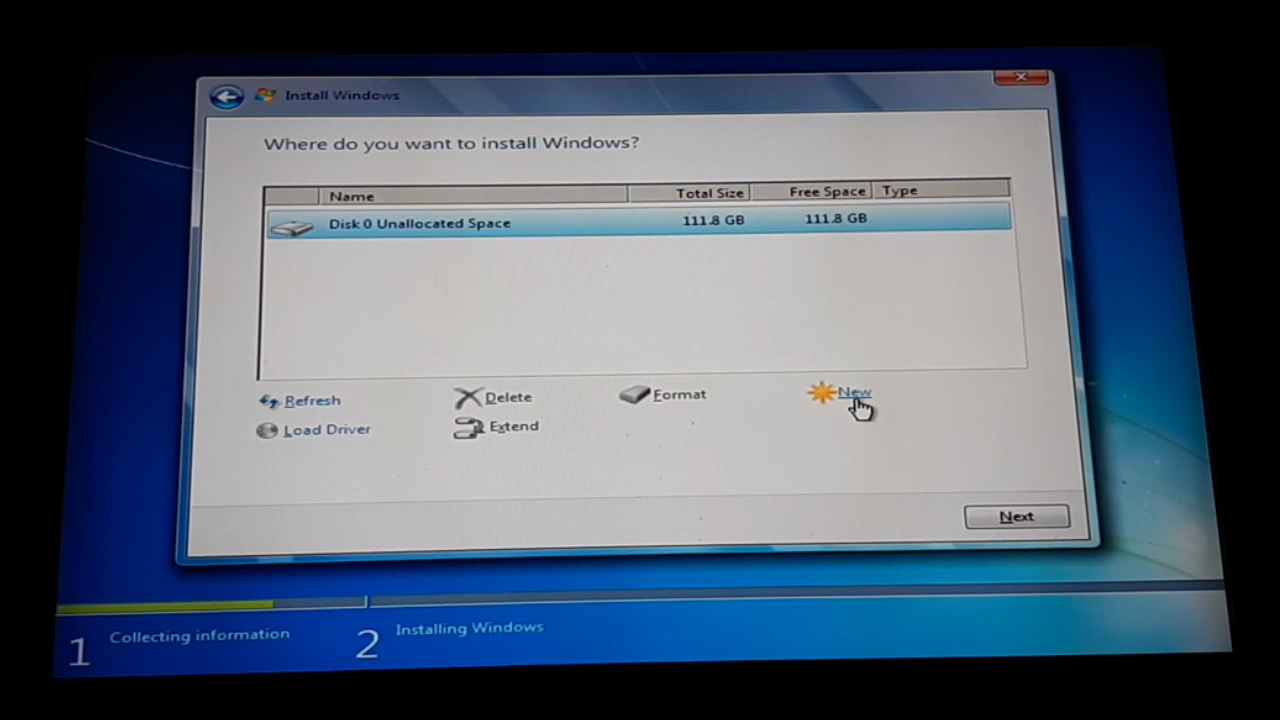 Install Windows
Where do you want to install Windows?
Name Total Size Free Space Type
Disk 0 Unallocated Space 111.8 GB 111.8 GB
Refresh Delete Format New
Load Driver Extend
Next
1 Collecting information 2 Installing Windows